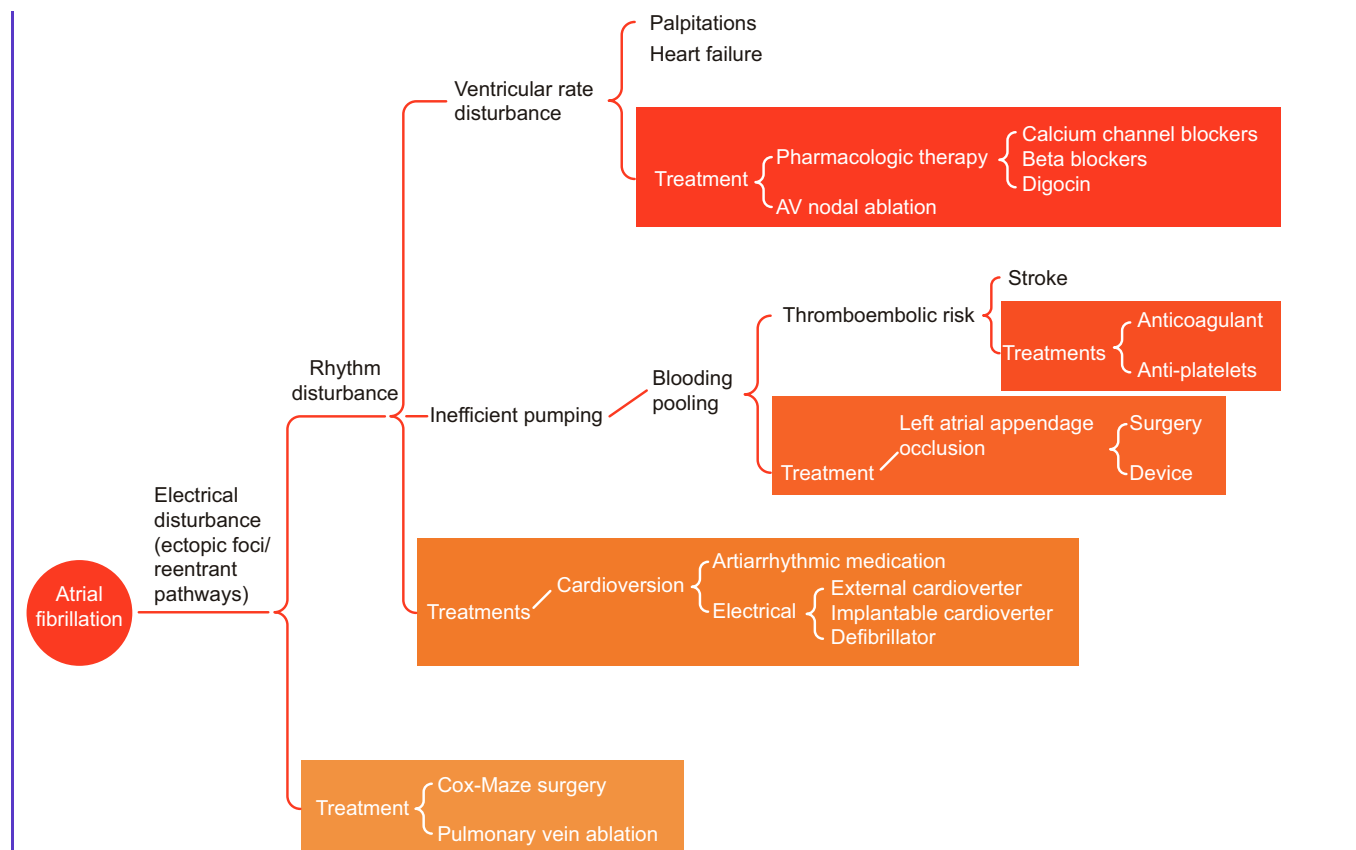 Palpitations
Heart failure
Ventricular rate
disturbance
Treatment
Pharmacologic therapy
Calcium channel blockers
Beta blockers
Digocin
AV nodal ablation
Rhythm
disturbance
Inefficient pumping
Blooding
pooling
Thromboembolic risk
Stroke
Treatments
Anticoagulant
Anti-platelets
Treatment
Left atrial appendage
occlusion
Surgery
Device
Atrial
fibrillation
Electrical
disturbance
(ectopic foci/
reentrant
pathways)
Treatments
Cardioversion
Artiarrhythmic medication
Electrical
External cardioverter
Implantable cardioverter
Defibrillator
Treatment
Cox-Maze surgery
Pulmonary vein ablation